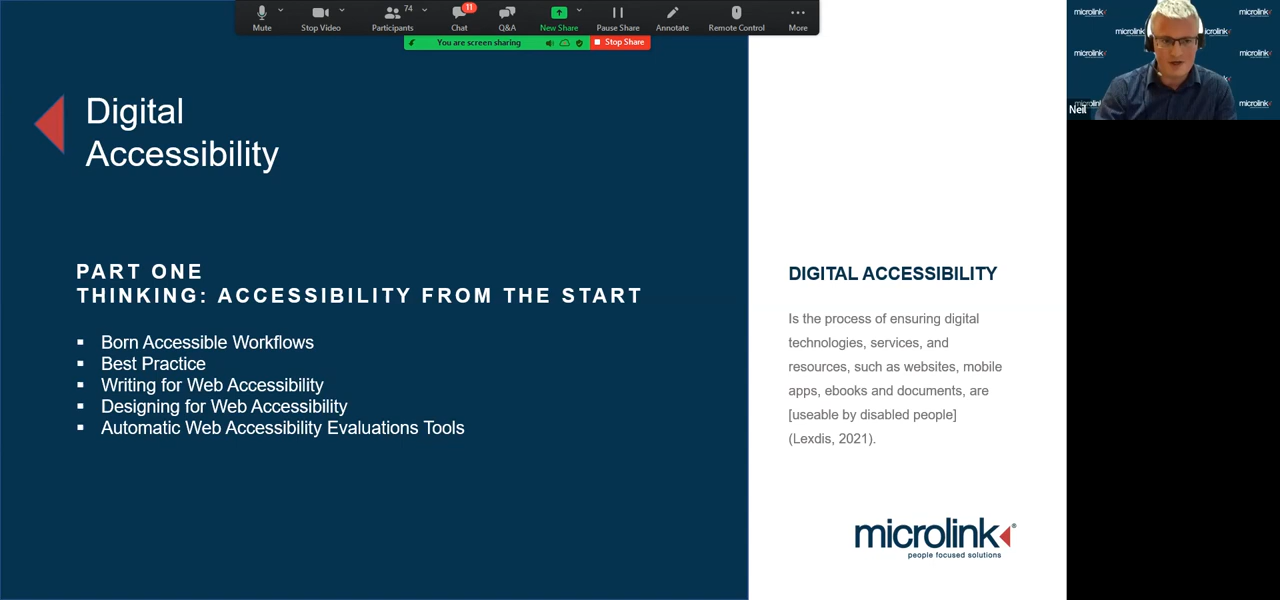 Mute
Stop Video
Participants
74
Chat
11
Q&A
New Share
Pause Share
Annotate
Remote Control
More
You are screen sharing
Stop Share
Digital
Accessibility
PART ONE
THINKING: ACCESSIBILITY FROM THE START
Born Accessible Workflows
Best Practice
Writing for Web Accessibility
Designing for Web Accessibility
Automatic Web Accessibility Evaluations Tools
DIGITAL ACCESSIBILITY
Is the process of ensuring digital
technologies, services, and
resources, such as websites, mobile
apps, ebooks and documents, are
[useable by disabled people]
(Lexdis, 2021).
microlink
people focused solutions
microlink
microlink
microlink
microlink
microlink
microlink
Neil